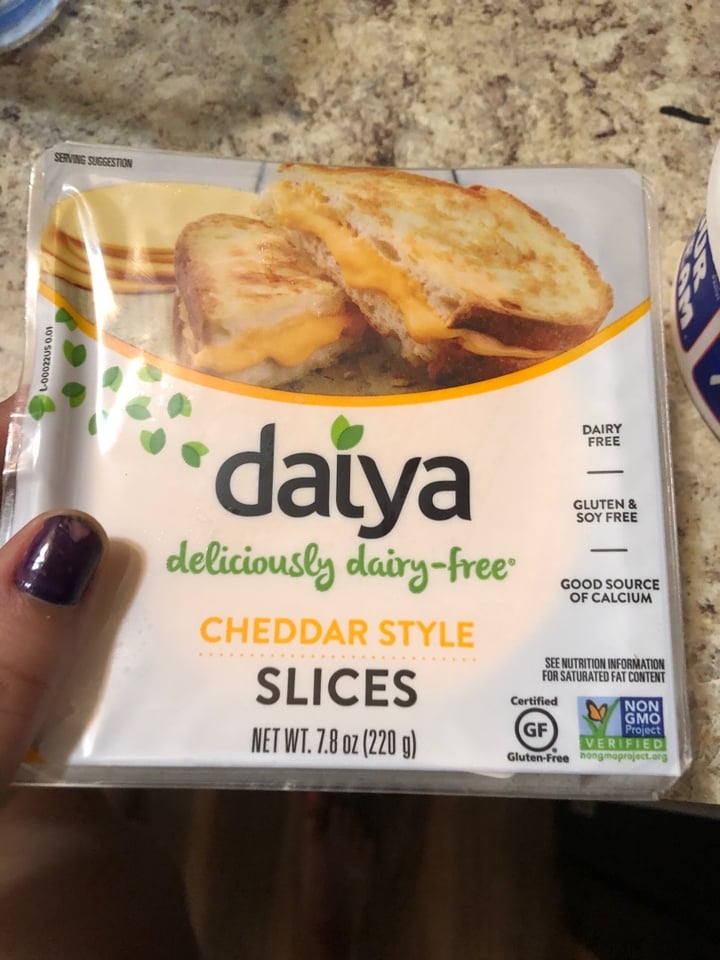 SERVING SUGGESTION
L-00022US 0.01
daiya
deliciously dairy-free®
CHEDDAR STYLE
SLICES
NET WT. 7.8 oz (220 g)
DAIRY
FREE
GLUTEN &
SOY FREE
GOOD SOURCE
OF CALCIUM
SEE NUTRITION INFORMATION
FOR SATURATED FAT CONTENT
Certified
GF
Gluten-Free
NON
GMO
Project
VERIFIED
nongmoproject.org